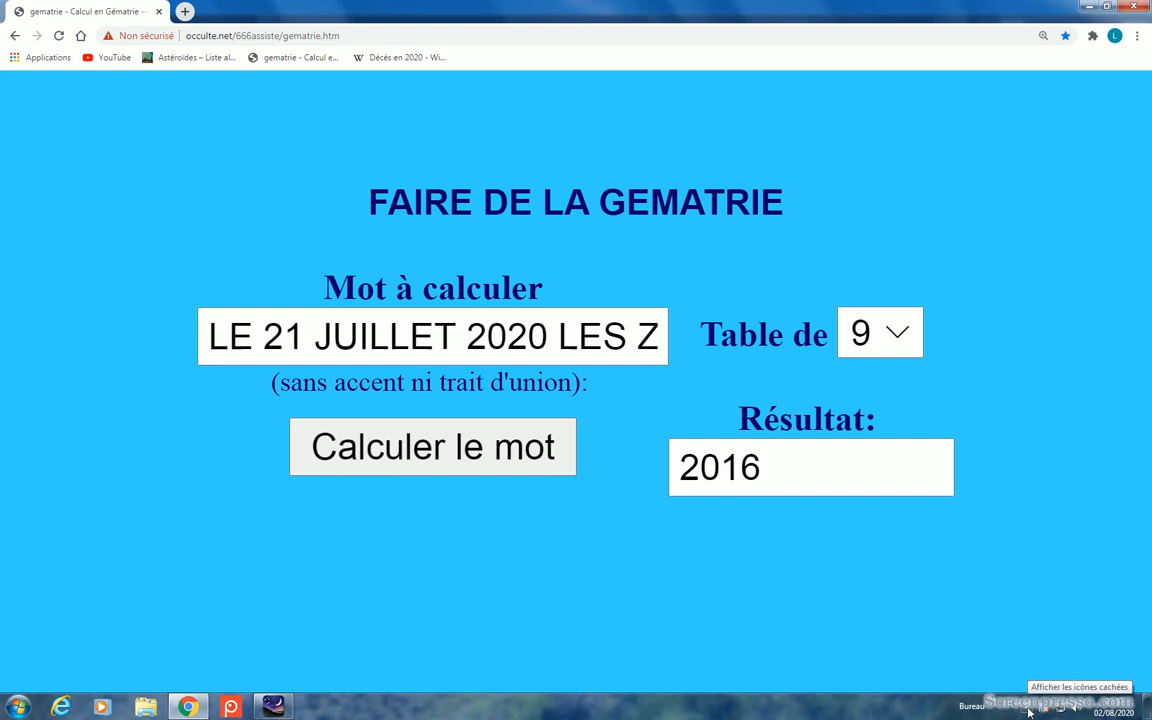 gematrie - Calcul en Gématrie -
Non sécurisé
occulte.net/666assiste/gematrie.htm
L
Applications
YouTube
Astéroïdes – Liste al...
gematrie - Calcul e...
W Décès en 2020 - Wi...
FAIRE DE LA GEMATRIE
Mot à calculer
LE 21 JUILLET 2020 LES Z
Table de 9
(sans accent ni trait d'union):
Résultat:
Calculer le mot
2016
Afficher les icônes cachées
Screenpresso.com
Bureau
02/08/2020